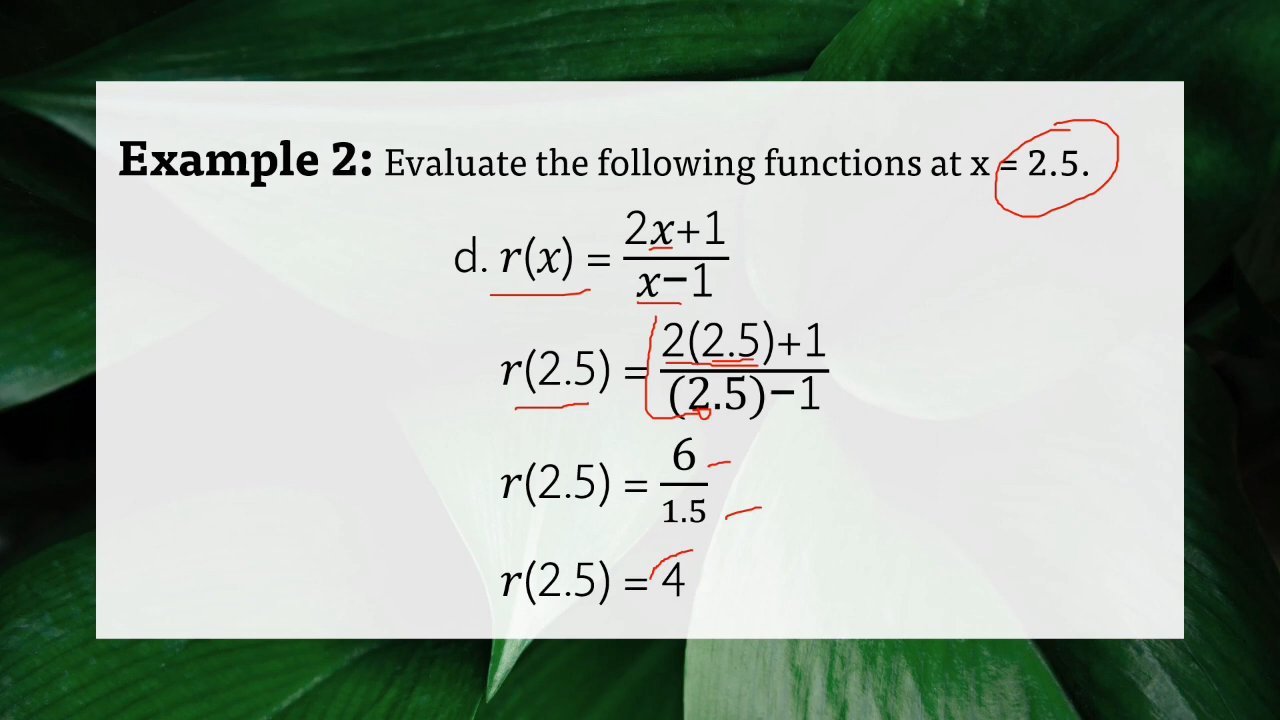 Example 2: Evaluate the following functions at x = 2.5.
d. r(x) = (2x+1)/(x−1)
r(2.5) = (2(2.5)+1)/((2.5)−1)
r(2.5) = 6/1.5
r(2.5) = 4